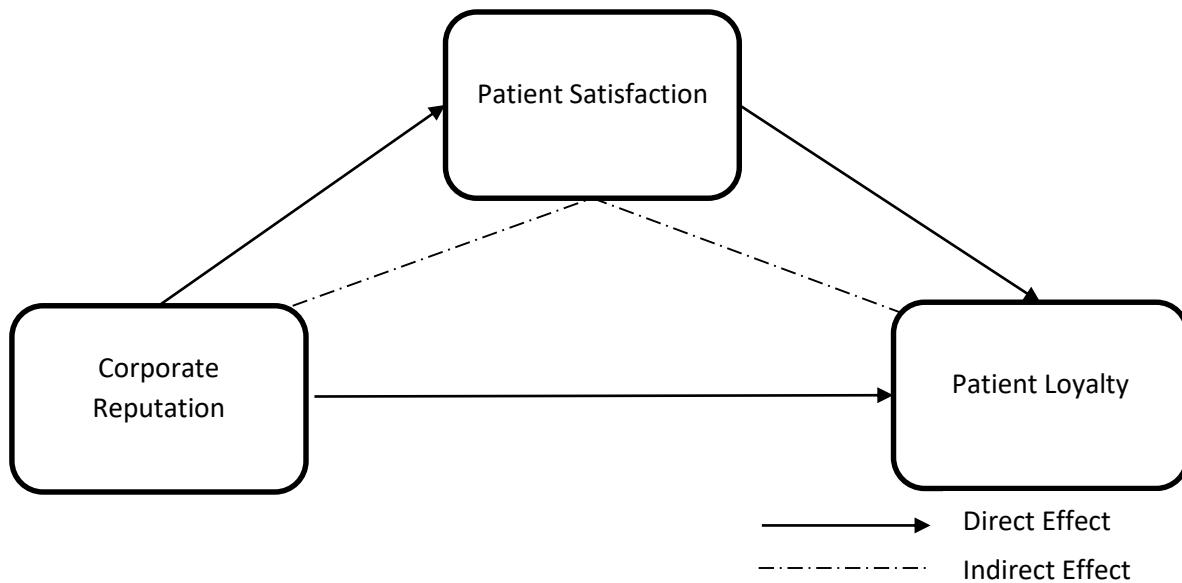 Patient Satisfaction
Corporate
Reputation
Patient Loyalty
Direct Effect
Indirect Effect